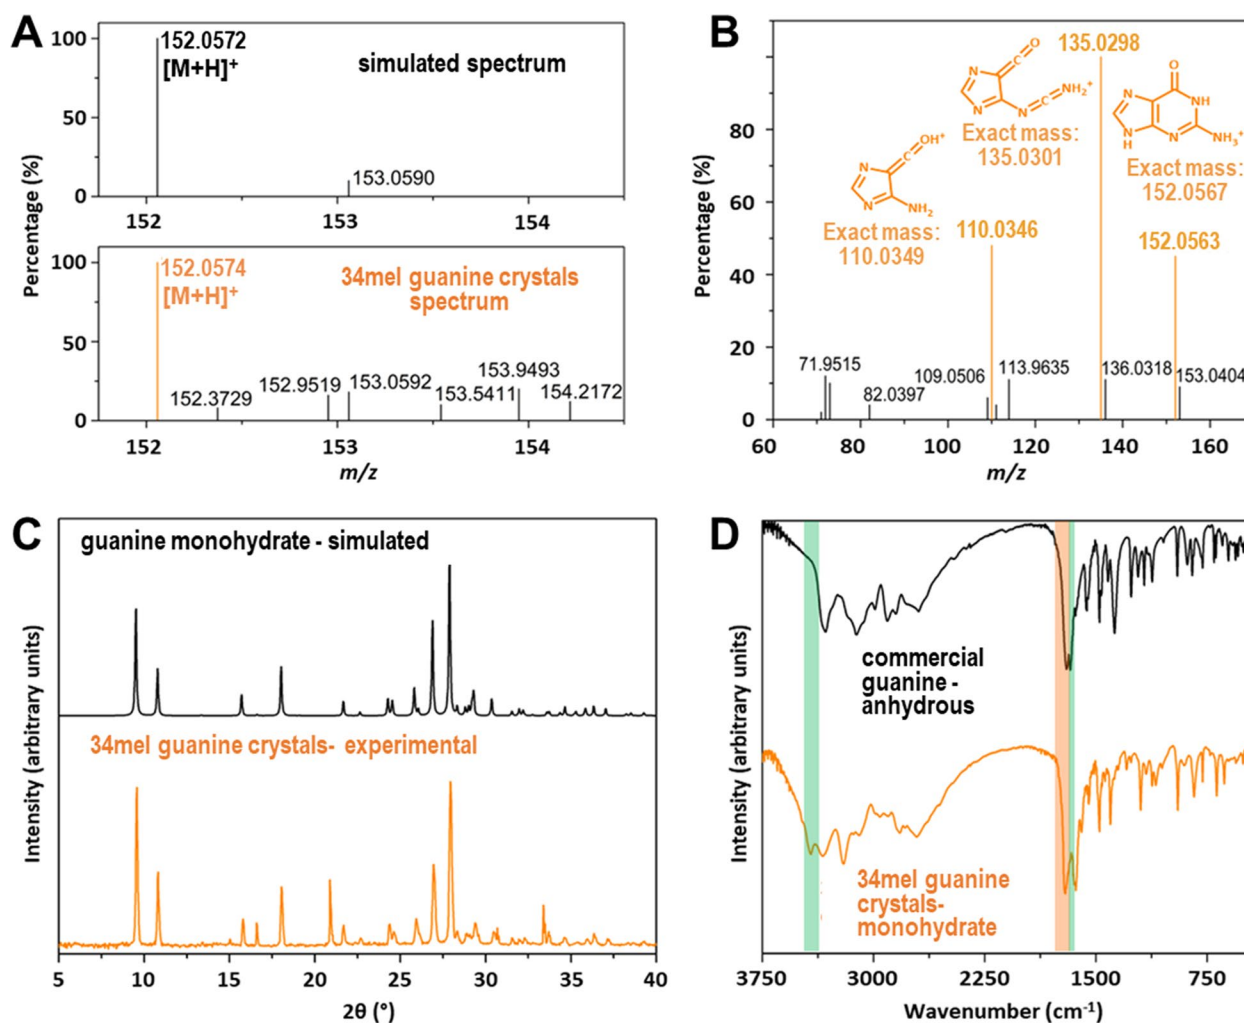 A
Percentage (%)
100
50
0
152.0572
[M+H]+
simulated spectrum
153.0590
152
153
154
100
50
0
152.0574
[M+H]+
34mel guanine crystals
spectrum
152.3729
152.9519
153.0592
153.5411
153.9493
154.2172
152
153
154
m/z
B
Percentage (%)
80
60
40
20
0
135.0298
O
N
C
N
N
C
NH2+
Exact mass:
135.0301
O
N
NH
N
H
N
NH3+
Exact mass:
152.0567
OH+
N
C
N
NH2
Exact mass:
110.0349
110.0346
152.0563
71.9515
82.0397
109.0506
113.9635
136.0318
153.0404
60
80
100
120
140
160
m/z
C
Intensity (arbitrary units)
guanine monohydrate - simulated
34mel guanine crystals- experimental
5
10
15
20
25
30
35
40
2θ (°)
D
Intensity (arbitrary units)
commercial
guanine -
anhydrous
34mel guanine
crystals-
monohydrate
3750
3000
2250
1500
750
Wavenumber (cm-1)